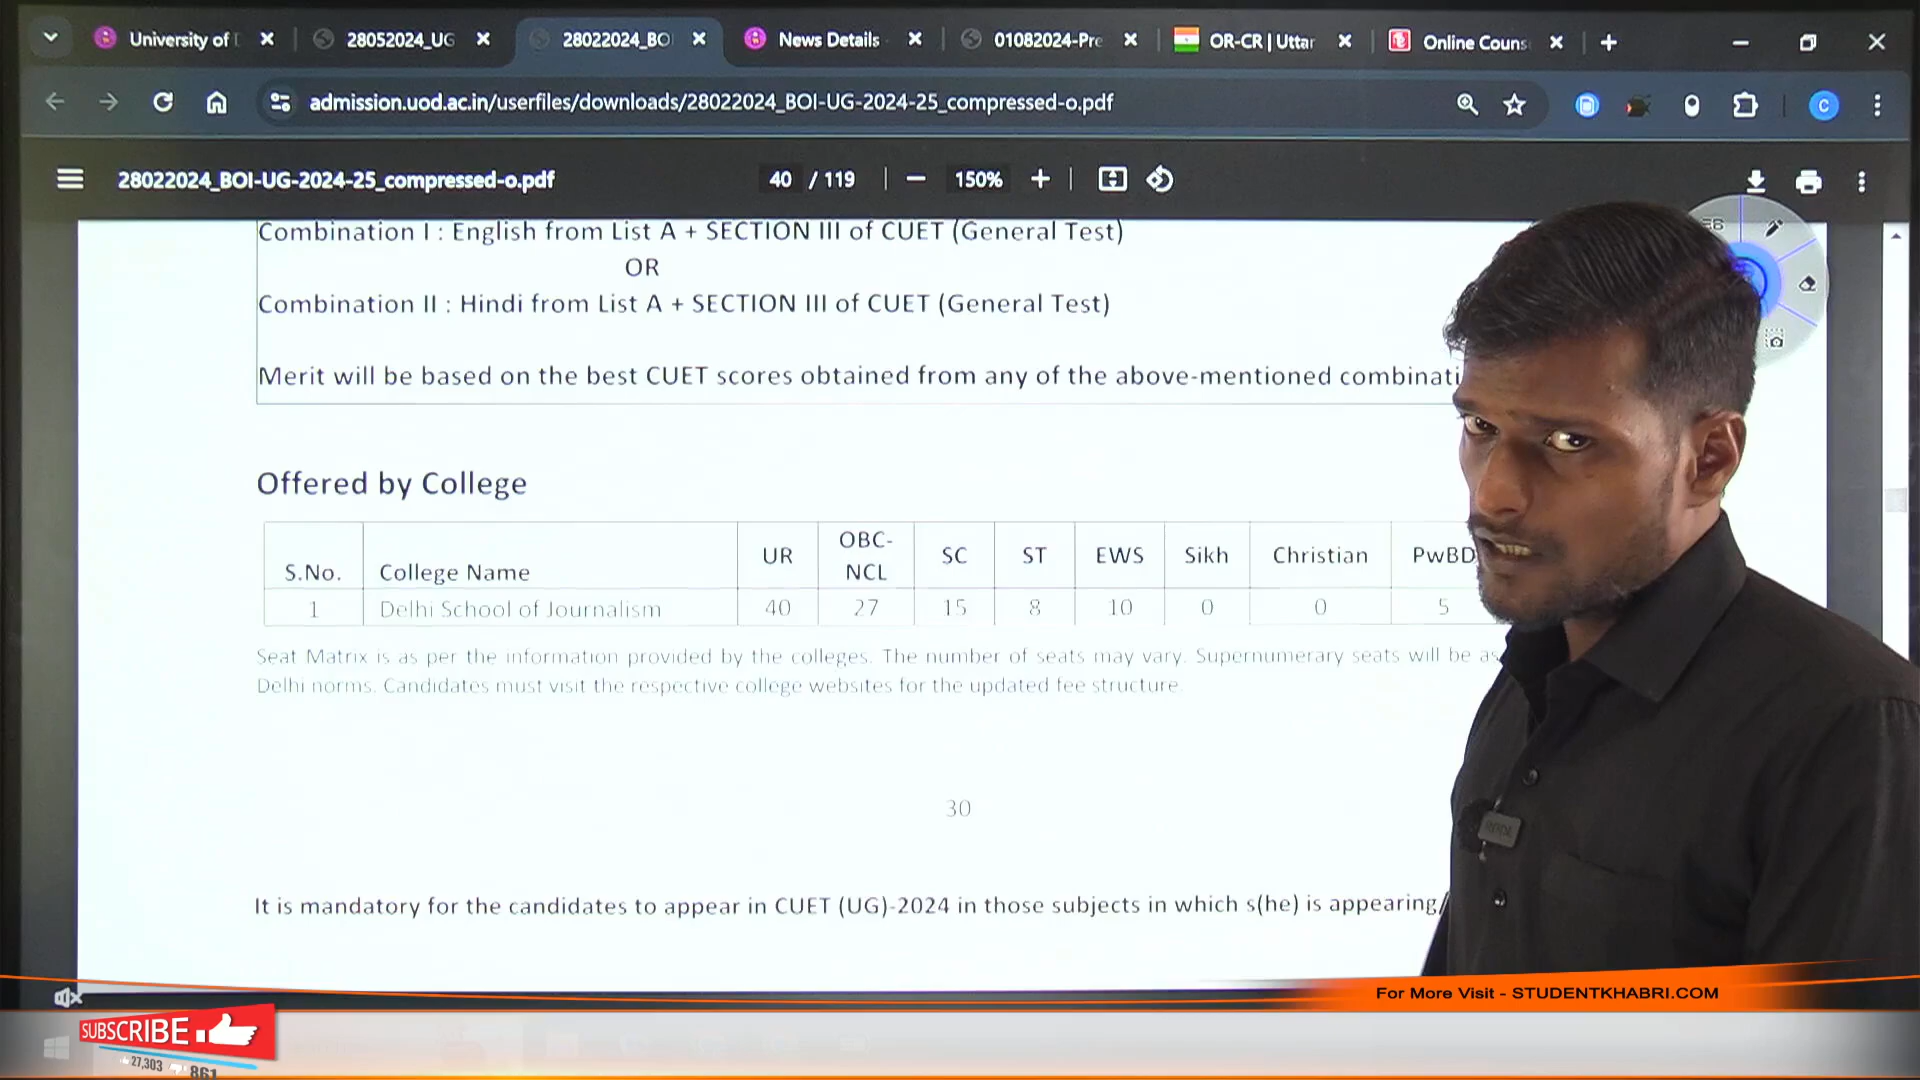 University of D
28052024_UG
28022024_BOI
News Details
01082024-Pre
OR-CR | Uttar
Online Couns
admission.uod.ac.in/userfiles/downloads/28022024_BOI-UG-2024-25_compressed-o.pdf
C
28022024_BOI-UG-2024-25_compressed-o.pdf
40 / 119
150%
Combination I : English from List A + SECTION III of CUET (General Test)
OR
Combination II : Hindi from List A + SECTION III of CUET (General Test)
Merit will be based on the best CUET scores obtained from any of the above-mentioned combinati
Offered by College
S.No. College Name UR OBC-NCL SC ST EWS Sikh Christian PwBD
1 Delhi School of Journalism 40 27 15 8 10 0 0 5
Seat Matrix is as per the information provided by the colleges. The number of seats may vary. Supernumerary seats will be as
Delhi norms. Candidates must visit the respective college websites for the updated fee structure.
30
It is mandatory for the candidates to appear in CUET (UG)-2024 in those subjects in which s(he) is appearing/
For More Visit - STUDENTKHABRI.COM
SUBSCRIBE
27,303
861